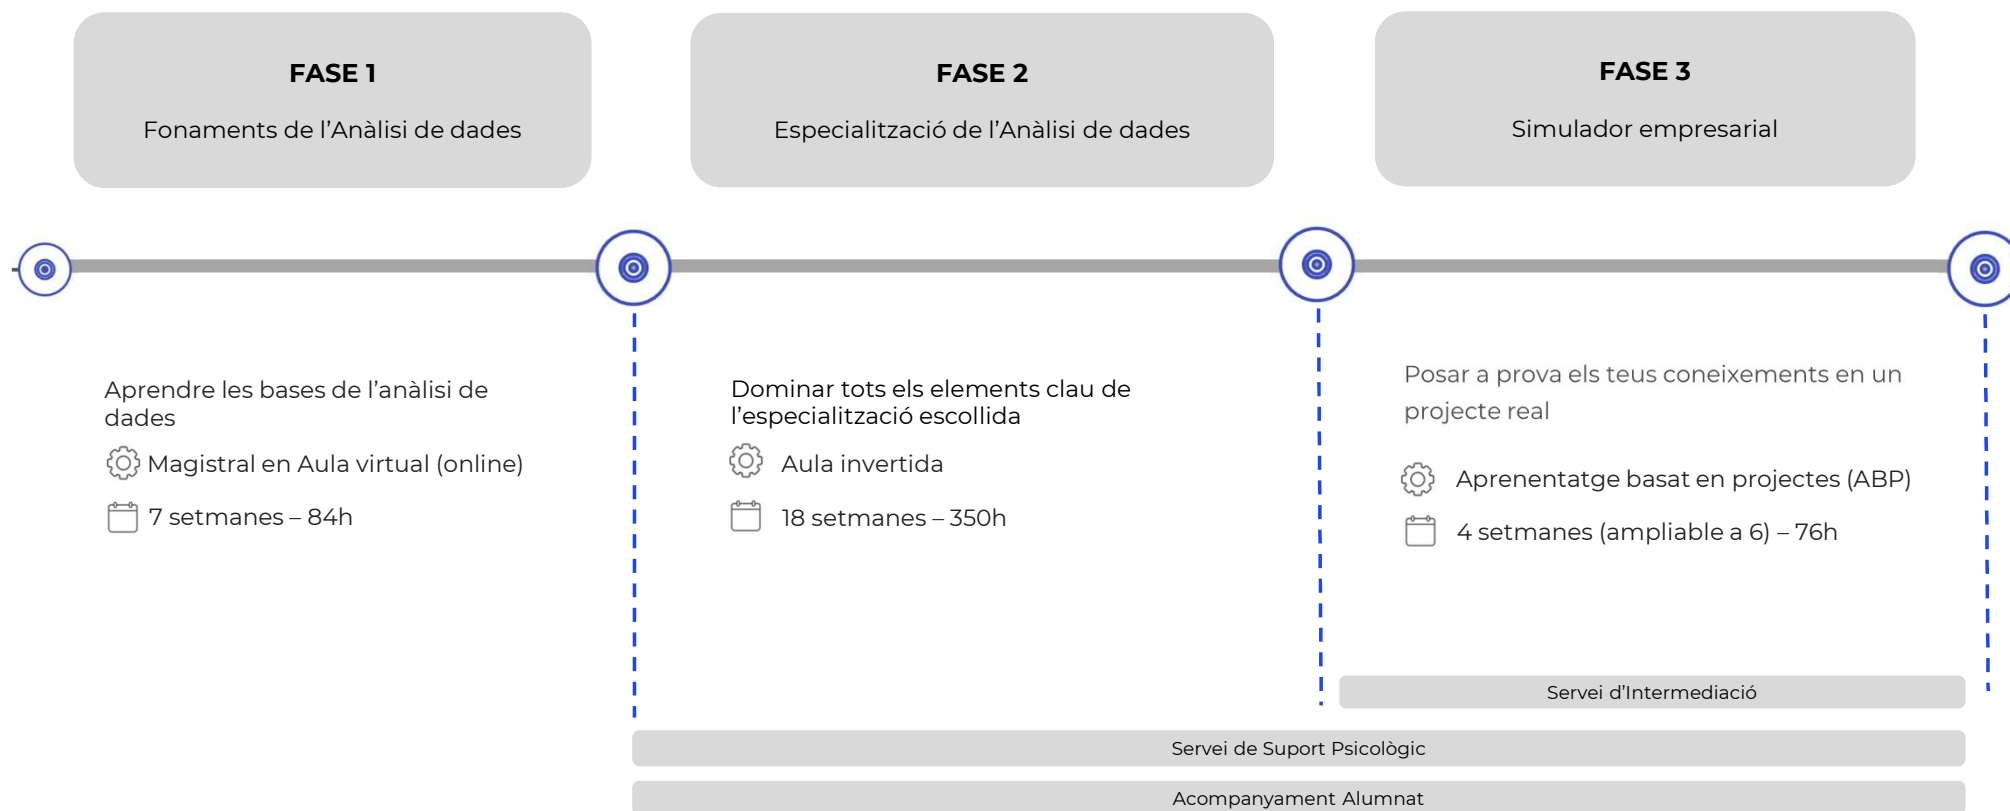 FASE 1
Fonaments de l’Anàlisi de dades
FASE 2
Especialització de l’Anàlisi de dades
FASE 3
Simulador empresarial
Aprendre les bases de l’anàlisi de
dades
Magistral en Aula virtual (online)
7 setmanes – 84h
Dominar tots els elements clau de
l’especialització escollida
Aula invertida
18 setmanes – 350h
Posar a prova els teus coneixements en un
projecte real
Aprenentatge basat en projectes (ABP)
4 setmanes (ampliable a 6) – 76h
Servei d’Intermediació
Servei de Suport Psicològic
Acompanyament Alumnat